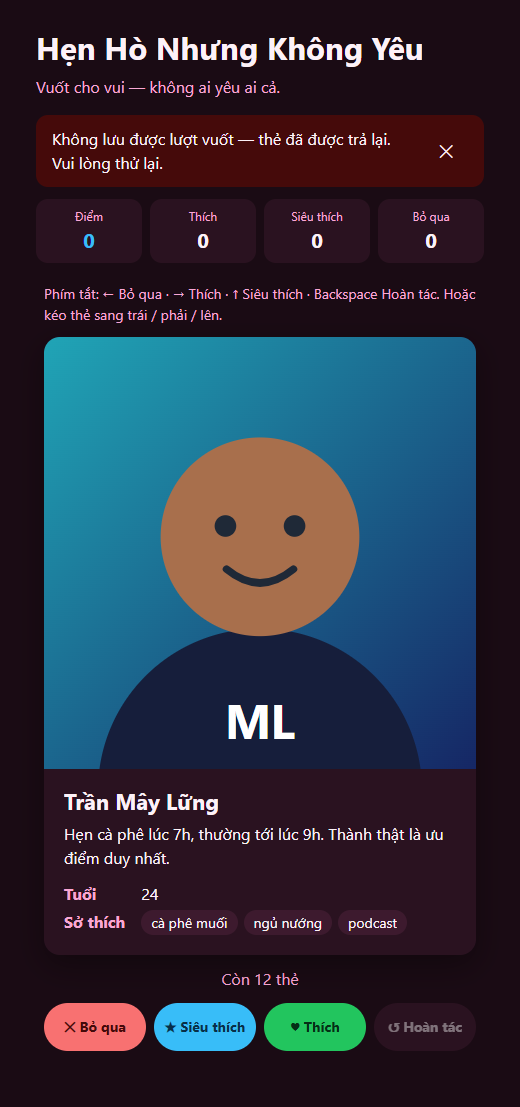 Hẹn Hò Nhưng Không Yêu
Vuốt cho vui — không ai yêu ai cả.
Không lưu được lượt vuốt — thẻ đã được trả lại.
Vui lòng thử lại.
Điểm Thích Siêu thích Bỏ qua
0 0 0 0
Phím tắt: ← Bỏ qua · → Thích · ↑ Siêu thích · Backspace Hoàn tác. Hoặc
kéo thẻ sang trái / phải / lên.
ML
Trần Mây Lững
Hẹn cà phê lúc 7h, thường tới lúc 9h. Thành thật là ưu
điểm duy nhất.
Tuổi 24
Sở thích cà phê muối ngủ nướng podcast
Còn 12 thẻ
✕ Bỏ qua ★ Siêu thích ♥ Thích ↺ Hoàn tác